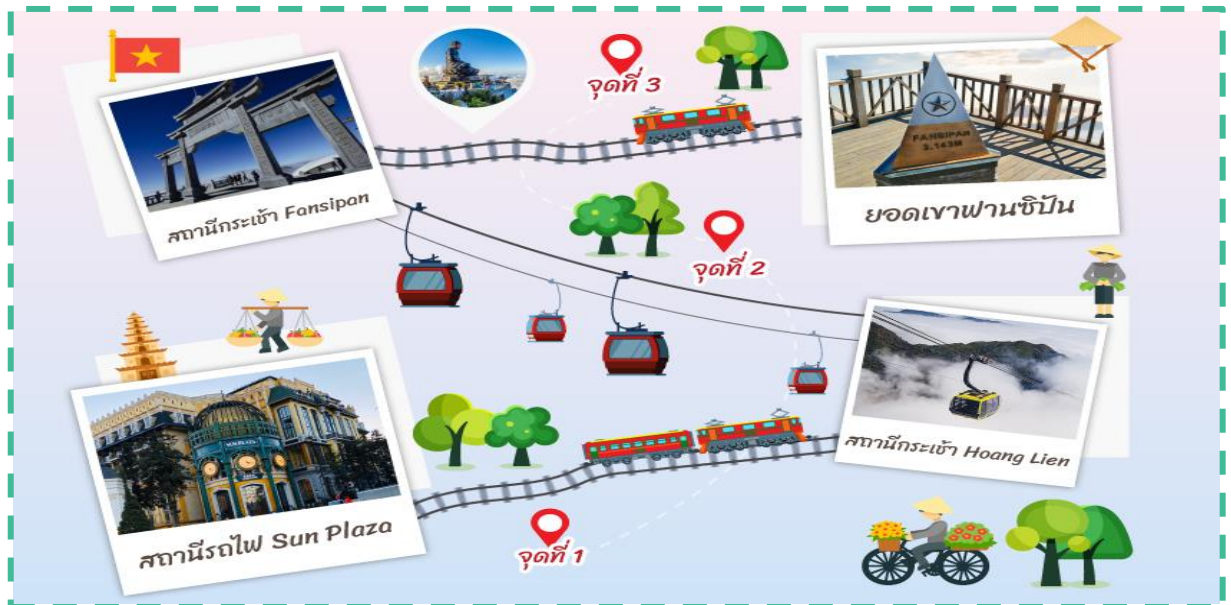 จุดที่ 3
FANSIPAN
3.143M
สถานีกระเช้า Fansipan
ยอดเขาฟานซิปัน
จุดที่ 2
สถานีกระเช้า Hoang Lien
สถานีรถไฟ Sun Plaza
จุดที่ 1